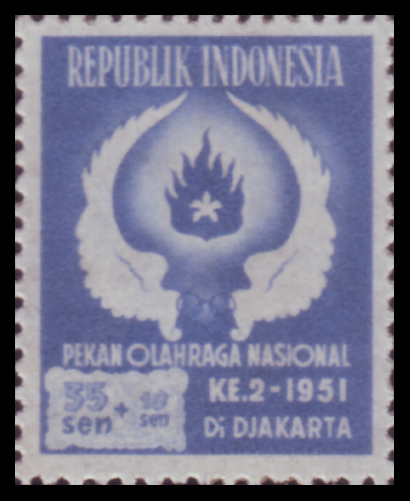 REPUBLIK INDONESIA
PEKAN OLAHRAGA NASIONAL
KE.2-1951
Di DJAKARTA
35 sen + 10 sen